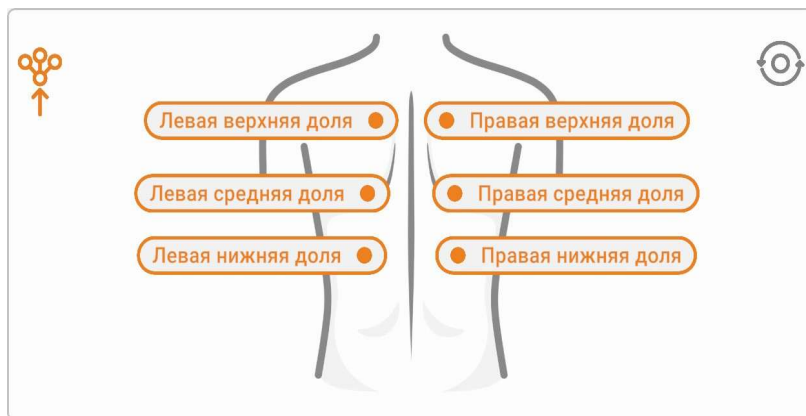 Левая верхняя доля
Правая верхняя доля
Левая средняя доля
Правая средняя доля
Левая нижняя доля
Правая нижняя доля